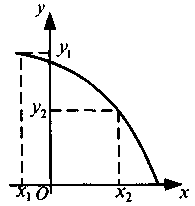 y
y₁
y₂
x₁ O x₂ x